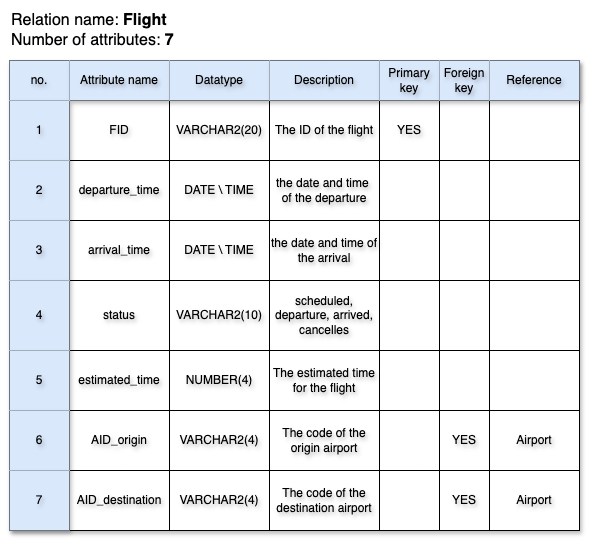 Relation name: Flight
Number of attributes: 7
no. Attribute name Datatype Description Primary key Foreign key Reference
1 FID VARCHAR2(20) The ID of the flight YES
2 departure_time DATE \ TIME the date and time of the departure
3 arrival_time DATE \ TIME the date and time of the arrival
4 status VARCHAR2(10) scheduled, departure, arrived, cancelles
5 estimated_time NUMBER(4) The estimated time for the flight
6 AID_origin VARCHAR2(4) The code of the origin airport YES Airport
7 AID_destination VARCHAR2(4) The code of the destination airport YES Airport